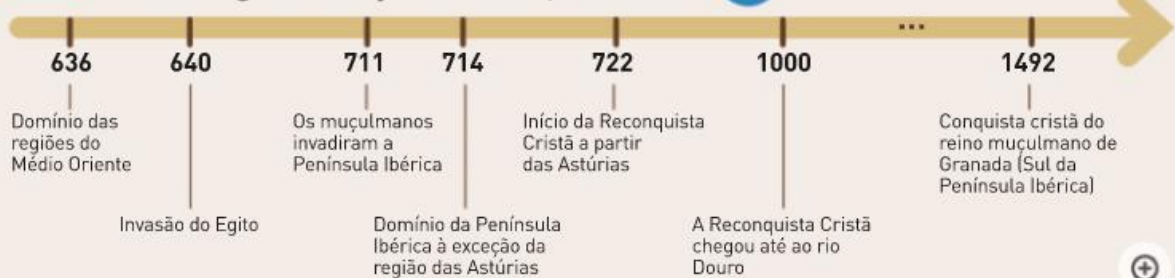 636
640
711
714
722
1000
...
1492
Domínio das
regiões do
Médio Oriente
Invasão do Egito
Os muçulmanos
invadiram a
Península Ibérica
Domínio da Península
Ibérica à exceção da
região das Astúrias
Início da Reconquista
Cristã a partir
das Astúrias
A Reconquista Cristã
chegou até ao rio
Douro
Conquista cristã do
reino muçulmano de
Granada (Sul da
Península Ibérica)